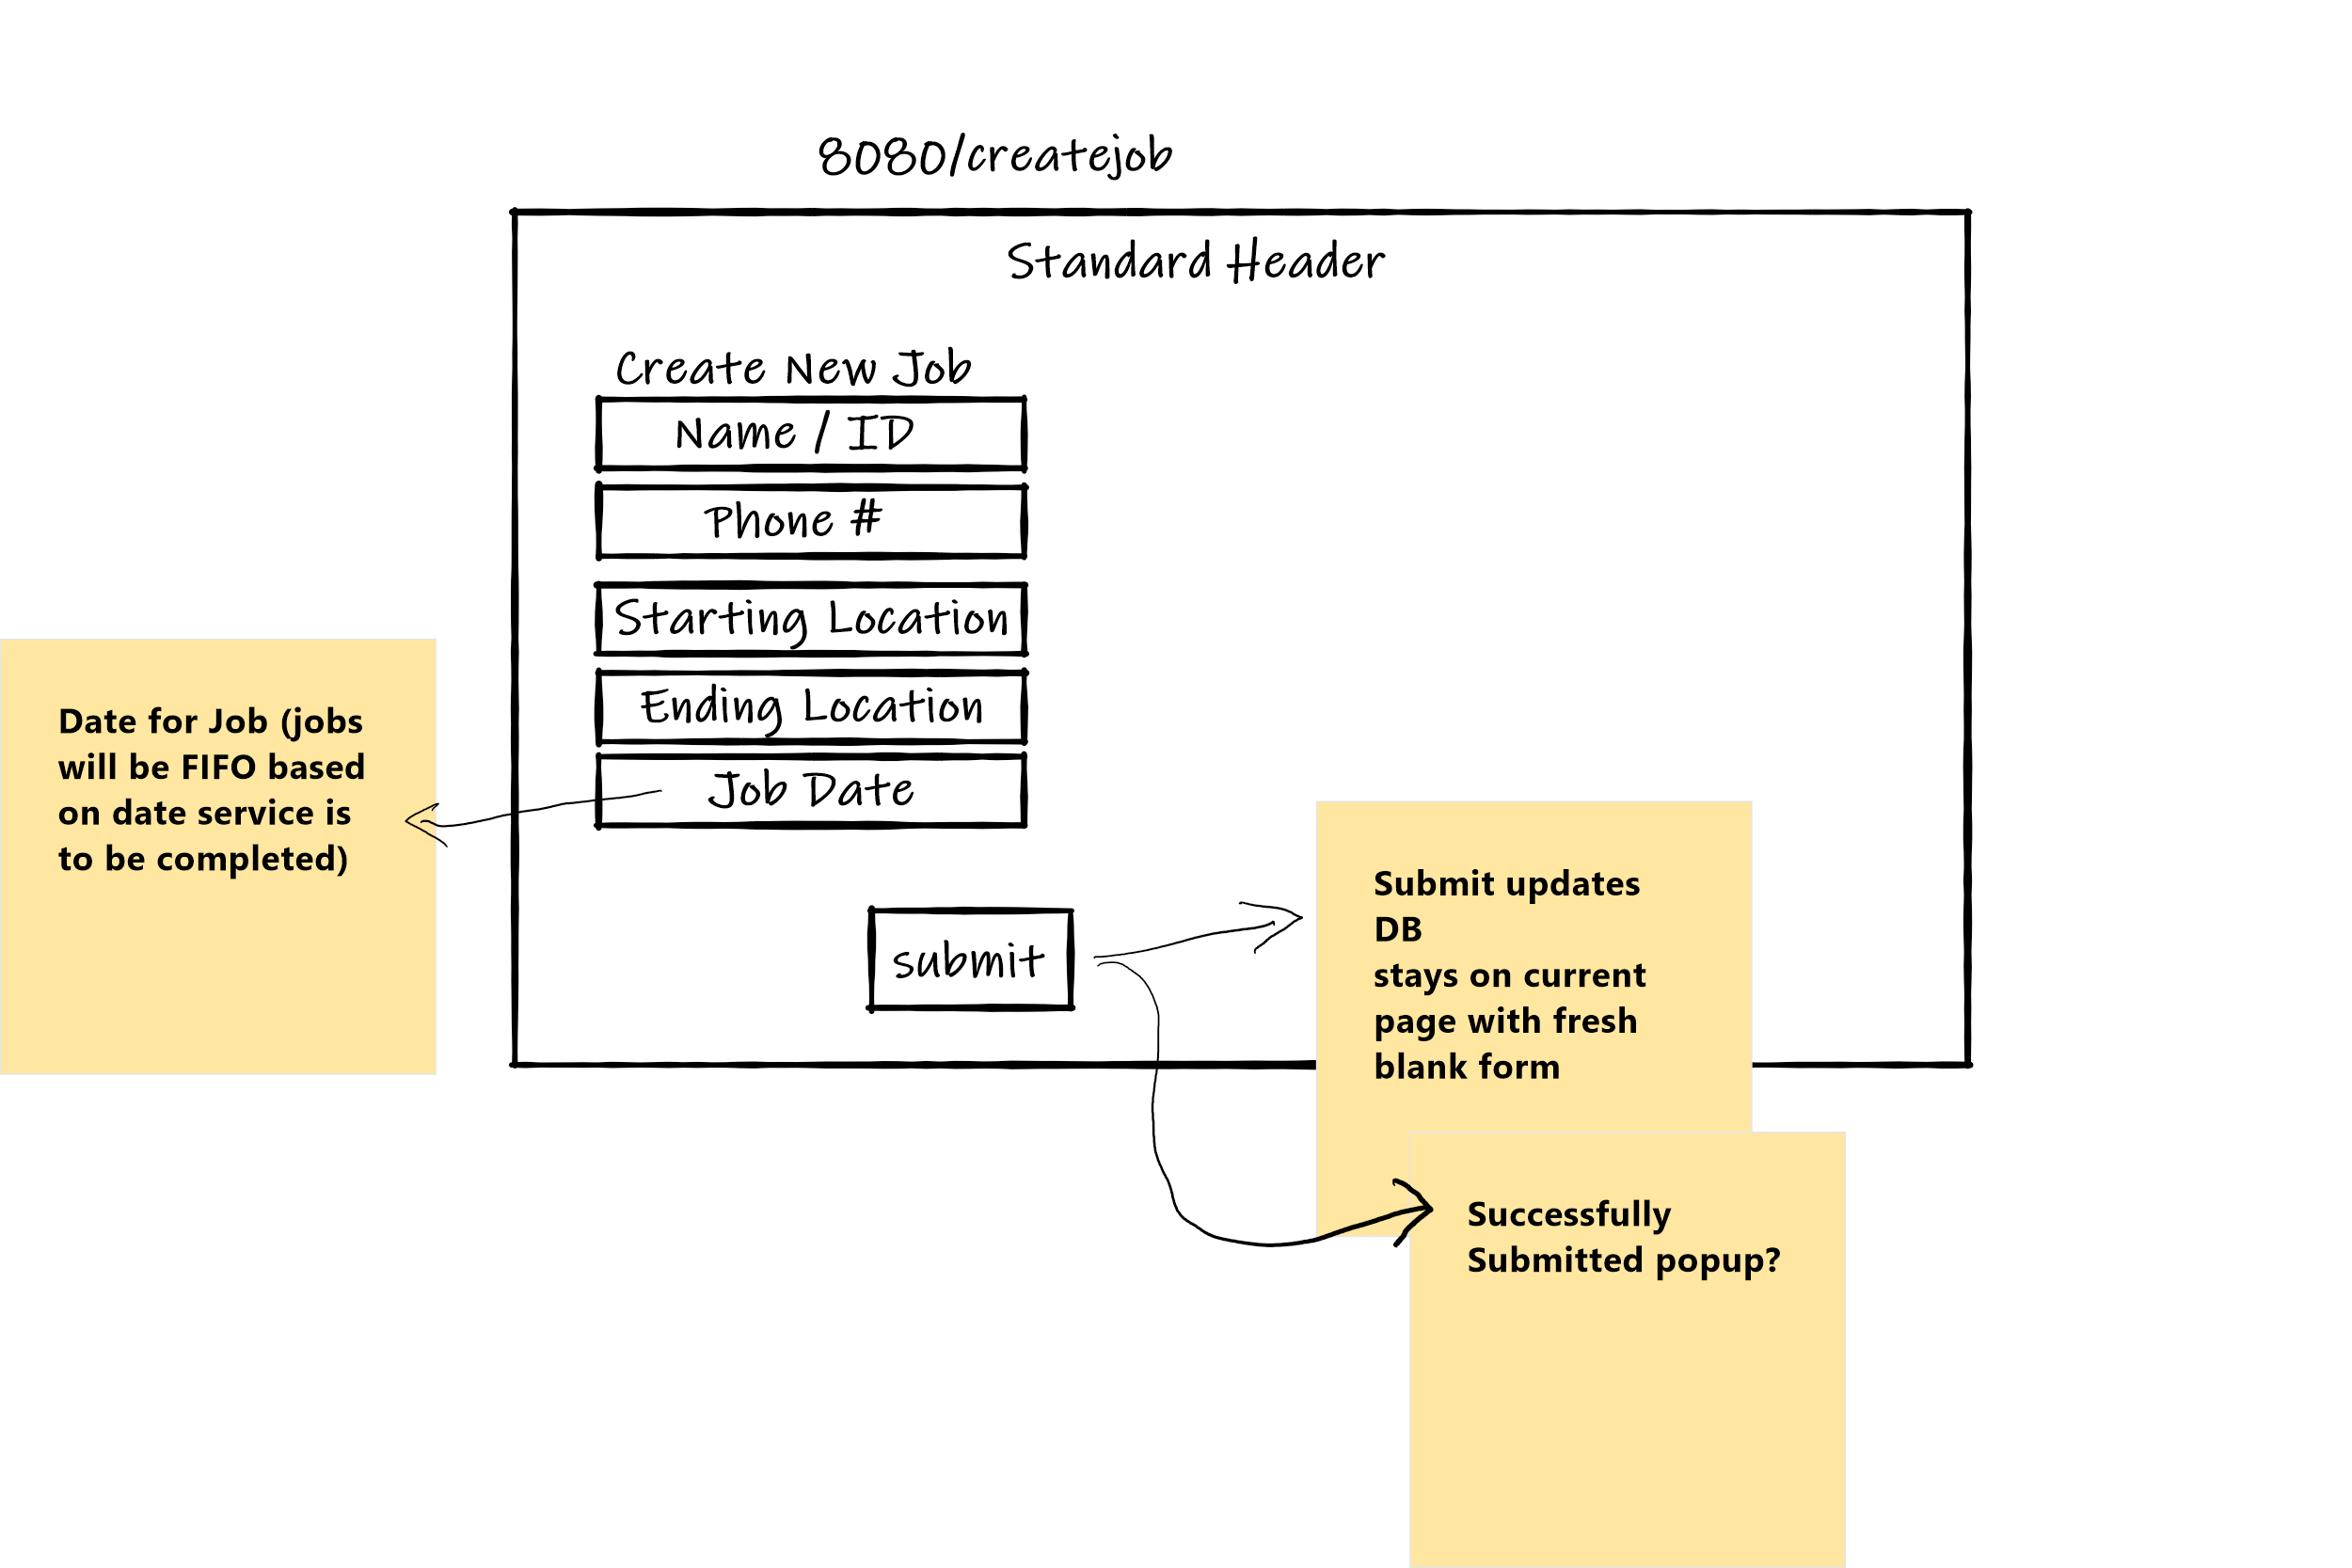 8080/createjob
Standard Header
Create New Job
Name / ID
Phone #
Starting Location
Ending Location
Job Date
submit
Date for Job (jobs
will be FIFO based
on date service is
to be completed)
Submit updates
DB
stays on current
page with fresh
blank form
Successfully
Submitted popup?